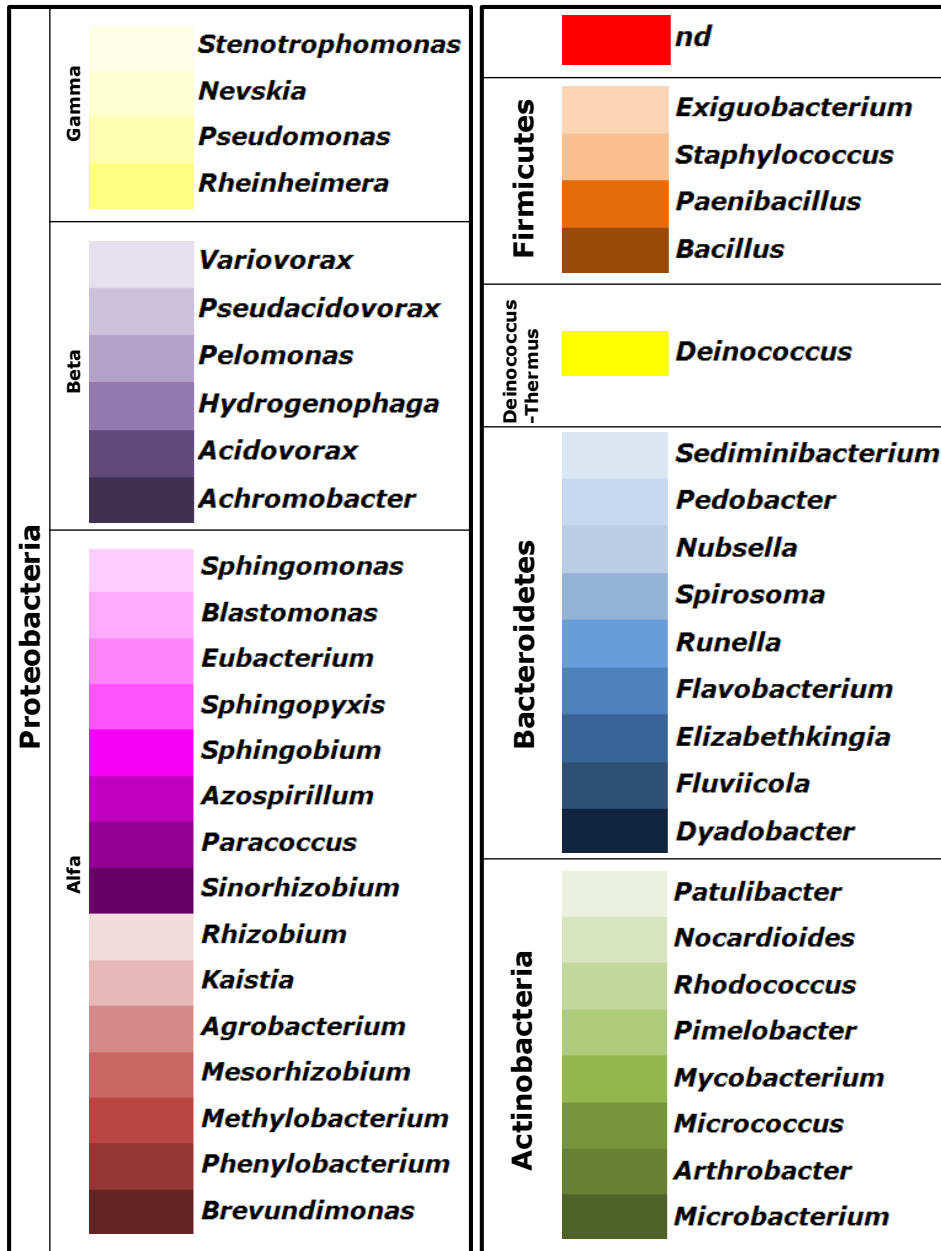 Proteobacteria
Gamma
Stenotrophomonas
Nevskia
Pseudomonas
Rheinheimera
Beta
Variovorax
Pseudacidovorax
Pelomonas
Hydrogenophaga
Acidovorax
Achromobacter
Alfa
Sphingomonas
Blastomonas
Eubacterium
Sphingopyxis
Sphingobium
Azospirillum
Paracoccus
Sinorhizobium
Rhizobium
Kaistia
Agrobacterium
Mesorhizobium
Methylobacterium
Phenylobacterium
Brevundimonas
nd
Firmicutes
Exiguobacterium
Staphylococcus
Paenibacillus
Bacillus
Deinococcus
-Thermus
Deinococcus
Bacteroidetes
Sediminibacterium
Pedobacter
Nubsella
Spirosoma
Runella
Flavobacterium
Elizabethkingia
Fluviicola
Dyadobacter
Actinobacteria
Patulibacter
Nocardioides
Rhodococcus
Pimelobacter
Mycobacterium
Micrococcus
Arthrobacter
Microbacterium